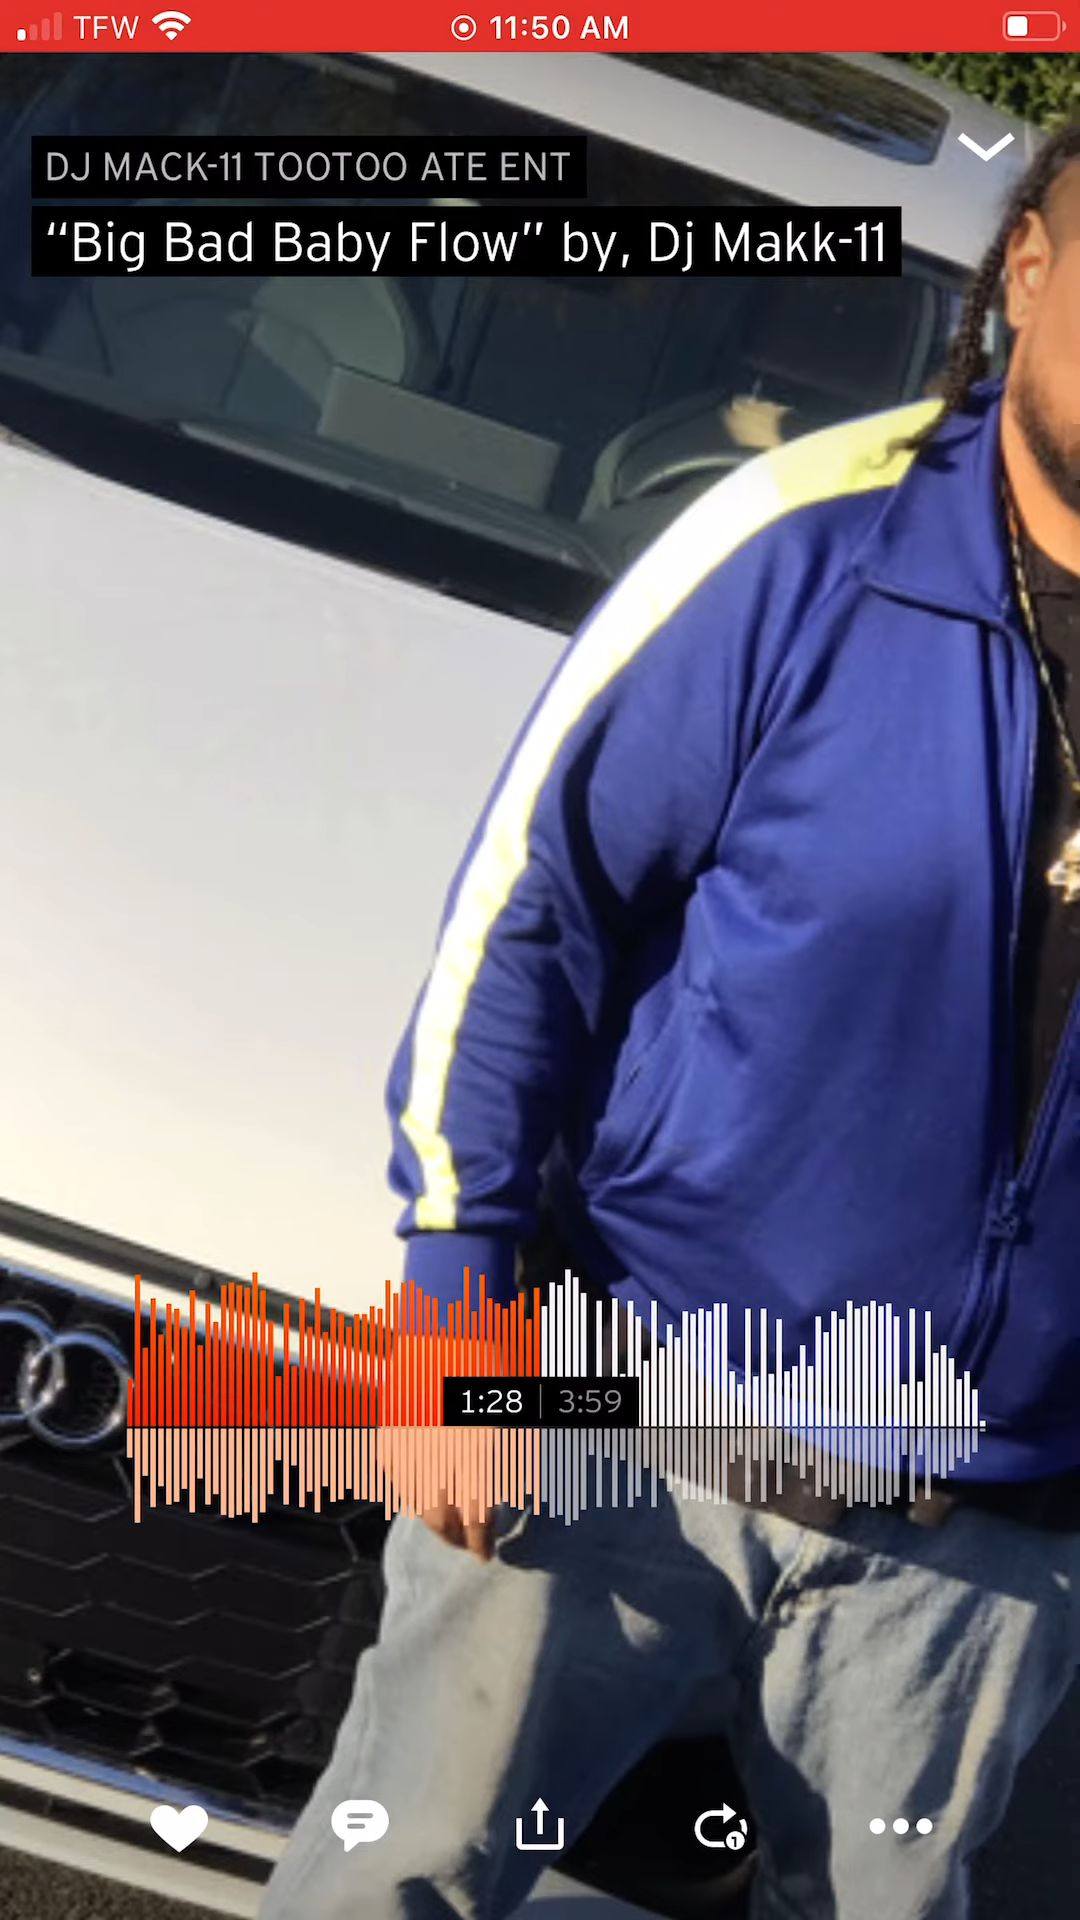 TFW 11:50 AM
DJ MACK-11 TOOTOO ATE ENT
“Big Bad Baby Flow” by, Dj Makk-11
1:28 | 3:59
1